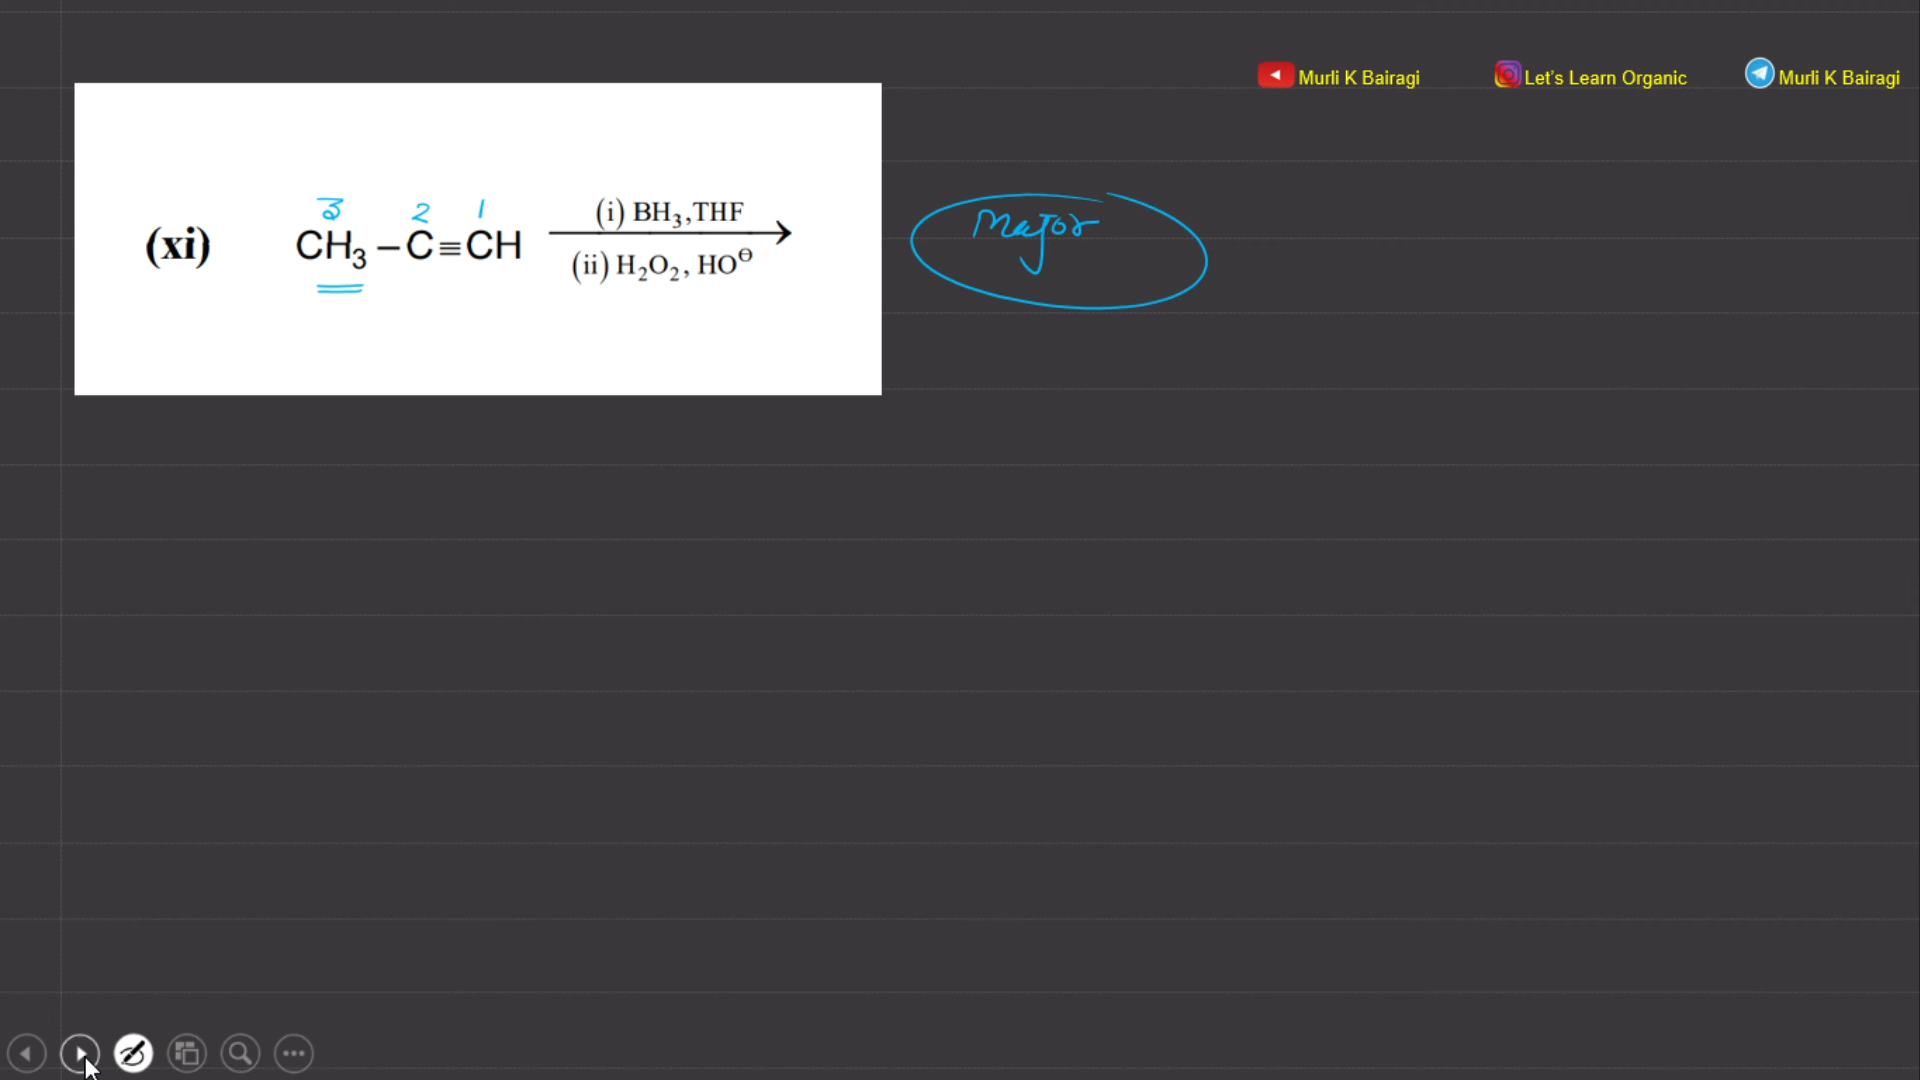 Murli K Bairagi Let's Learn Organic Murli K Bairagi
3 2 1
(i) BH₃,THF
(xi) CH₃–C≡CH
(ii) H₂O₂, HO⊖
Major